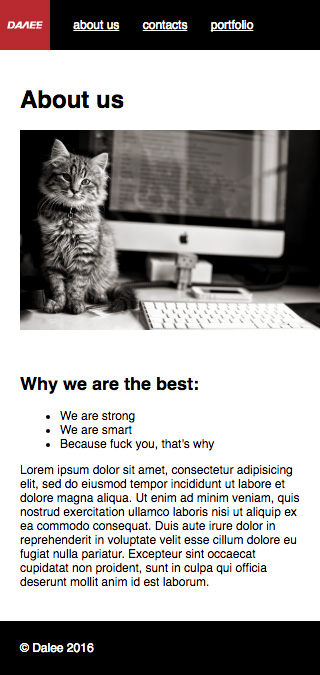 DALEE
about us contacts portfolio
About us
Why we are the best:
• We are strong
• We are smart
• Because fuck you, that's why
Lorem ipsum dolor sit amet, consectetur adipisicing
elit, sed do eiusmod tempor incididunt ut labore et
dolore magna aliqua. Ut enim ad minim veniam, quis
nostrud exercitation ullamco laboris nisi ut aliquip ex
ea commodo consequat. Duis aute irure dolor in
reprehenderit in voluptate velit esse cillum dolore eu
fugiat nulla pariatur. Excepteur sint occaecat
cupidatat non proident, sunt in culpa qui officia
deserunt mollit anim id est laborum.
© Dalee 2016